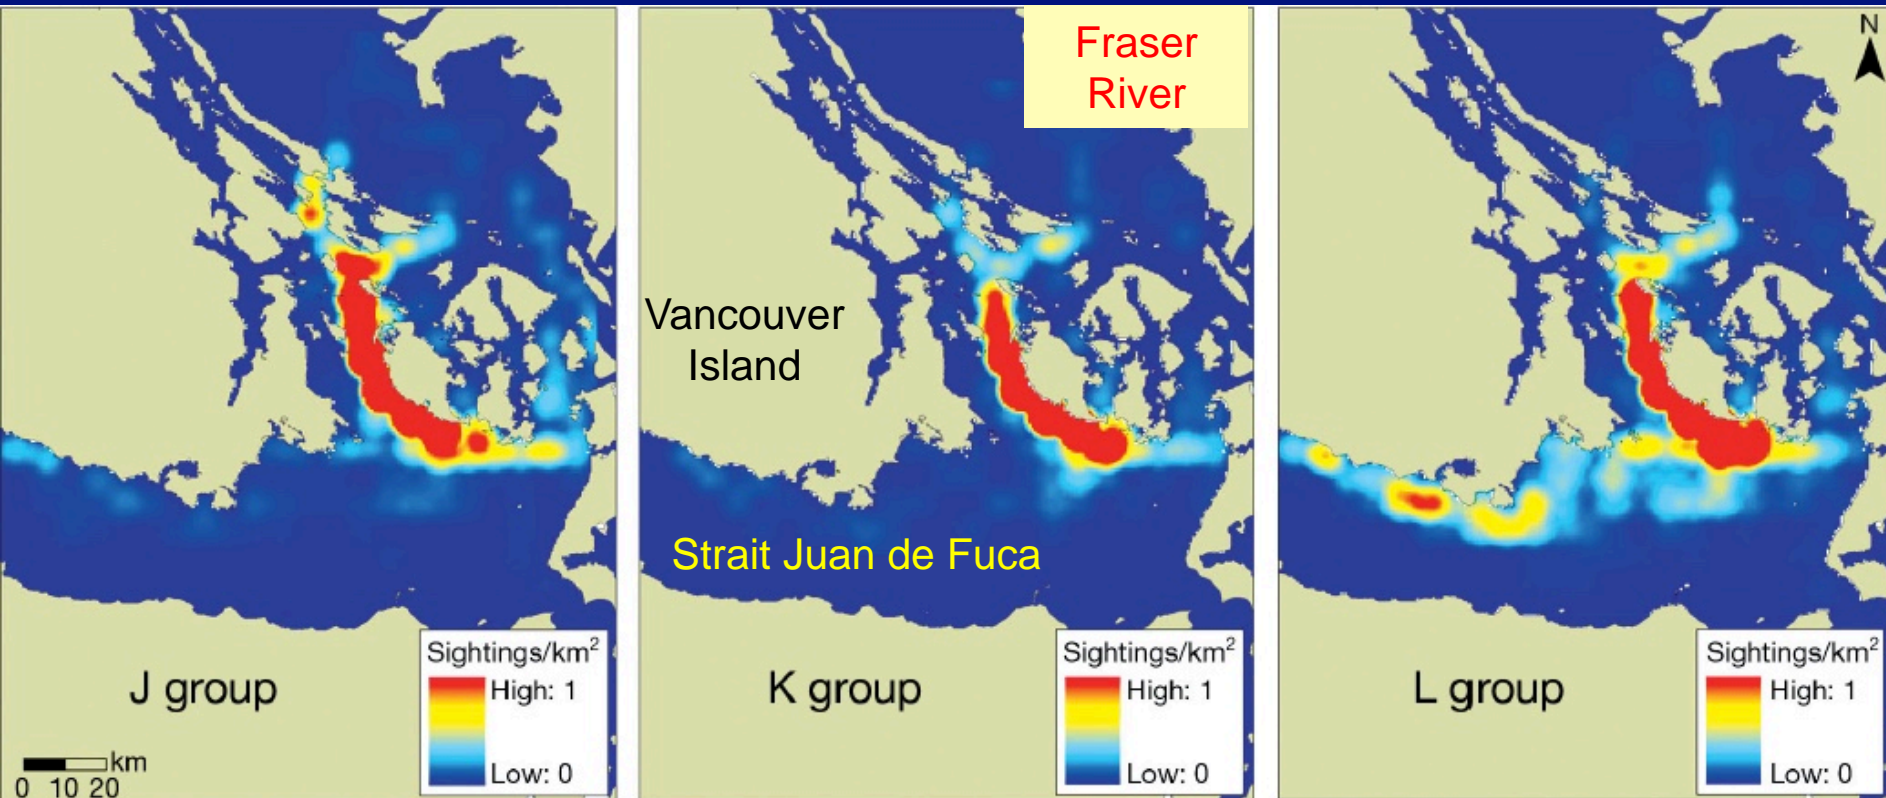 Fraser
River
N
Vancouver
Island
Strait Juan de Fuca
J group
Sightings/km²
High: 1
Low: 0
km
0 10 20
K group
Sightings/km²
High: 1
Low: 0
L group
Sightings/km²
High: 1
Low: 0